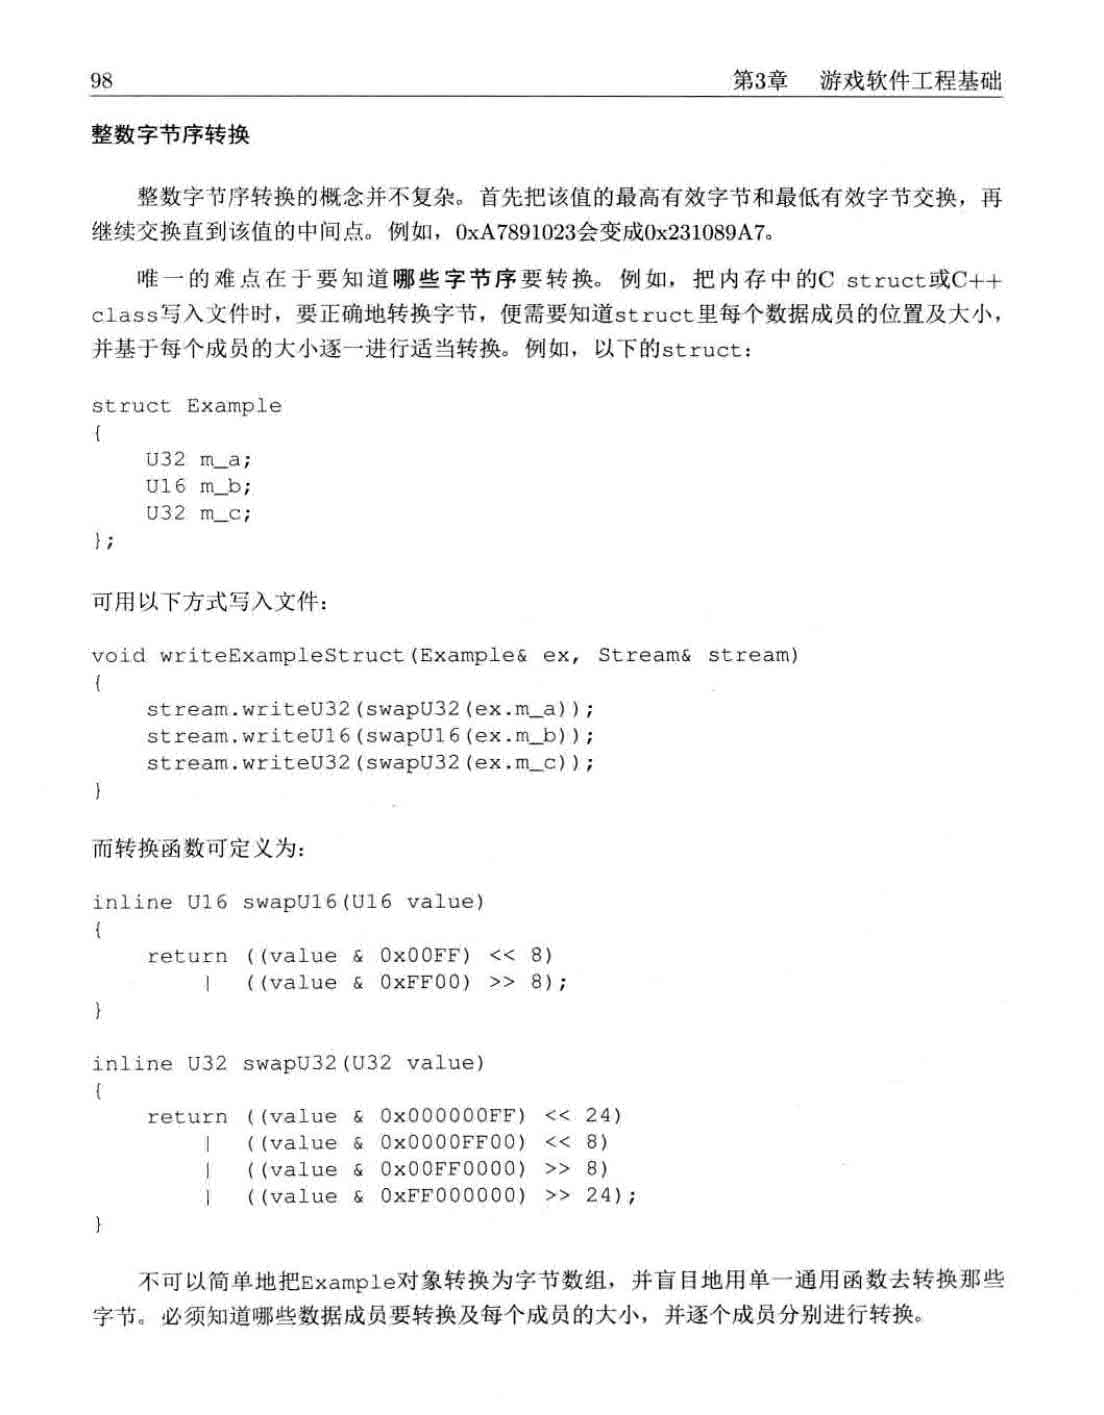 98 第3章 游戏软件工程基础
整数字节序转换
整数字节序转换的概念并不复杂。首先把该值的最高有效字节和最低有效字节交换，再
继续交换直到该值的中间点。例如，0xA7891023会变成0x231089A7。
唯一的难点在于要知道哪些字节序要转换。例如，把内存中的C struct或C++
class写入文件时，要正确地转换字节，便需要知道struct里每个数据成员的位置及大小，
并基于每个成员的大小逐一进行适当转换。例如，以下的struct：
struct Example
{
    U32 m_a;
    U16 m_b;
    U32 m_c;
};
可用以下方式写入文件：
void writeExampleStruct(Example& ex, Stream& stream)
{
    stream.writeU32(swapU32(ex.m_a));
    stream.writeU16(swapU16(ex.m_b));
    stream.writeU32(swapU32(ex.m_c));
}
而转换函数可定义为：
inline U16 swapU16(U16 value)
{
    return ((value & 0x00FF) << 8)
         | ((value & 0xFF00) >> 8);
}
inline U32 swapU32(U32 value)
{
    return ((value & 0x000000FF) << 24)
         | ((value & 0x0000FF00) << 8)
         | ((value & 0x00FF0000) >> 8)
         | ((value & 0xFF000000) >> 24);
}
不可以简单地把Example对象转换为字节数组，并盲目地用单一通用函数去转换那些
字节。必须知道哪些数据成员要转换及每个成员的大小，并逐个成员分别进行转换。